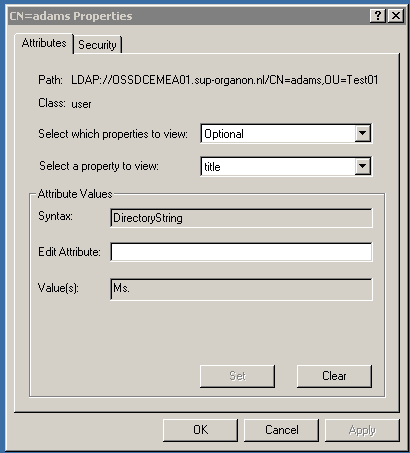 CN=adams Properties
Attributes Security
Path: LDAP://OSSDCEMEA01.sup-organon.nl/CN=adams,OU=Test01
Class: user
Select which properties to view: Optional
Select a property to view: title
Attribute Values
Syntax: DirectoryString
Edit Attribute:
Value(s): Ms.
Set Clear
OK Cancel Apply